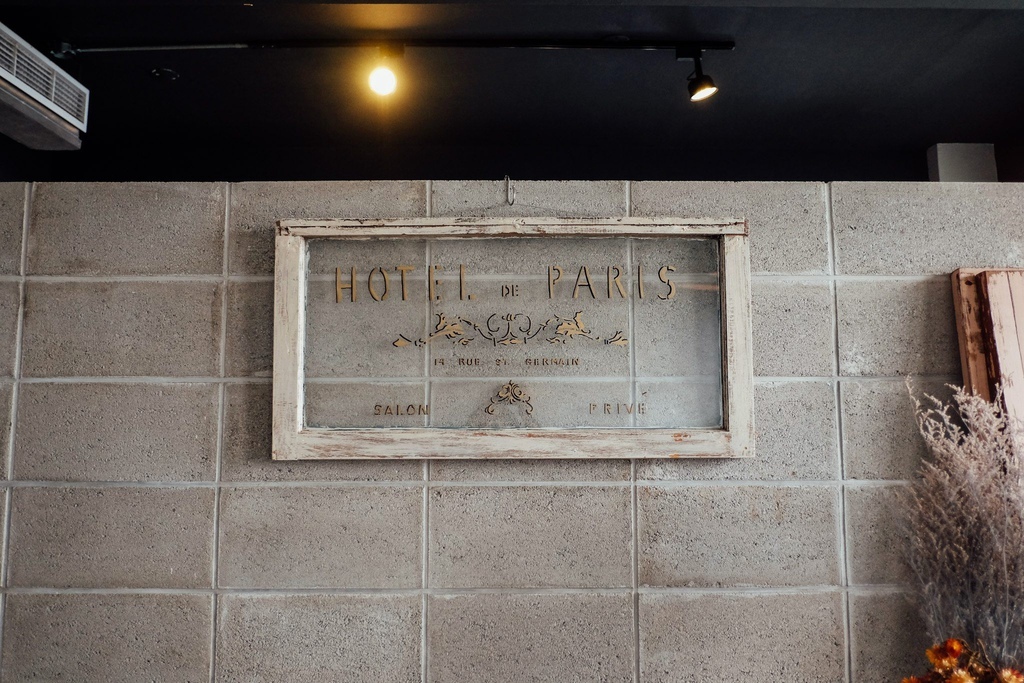 HOTEL DE PARIS
14 RUE ST GERMAIN
SALON PRIVE